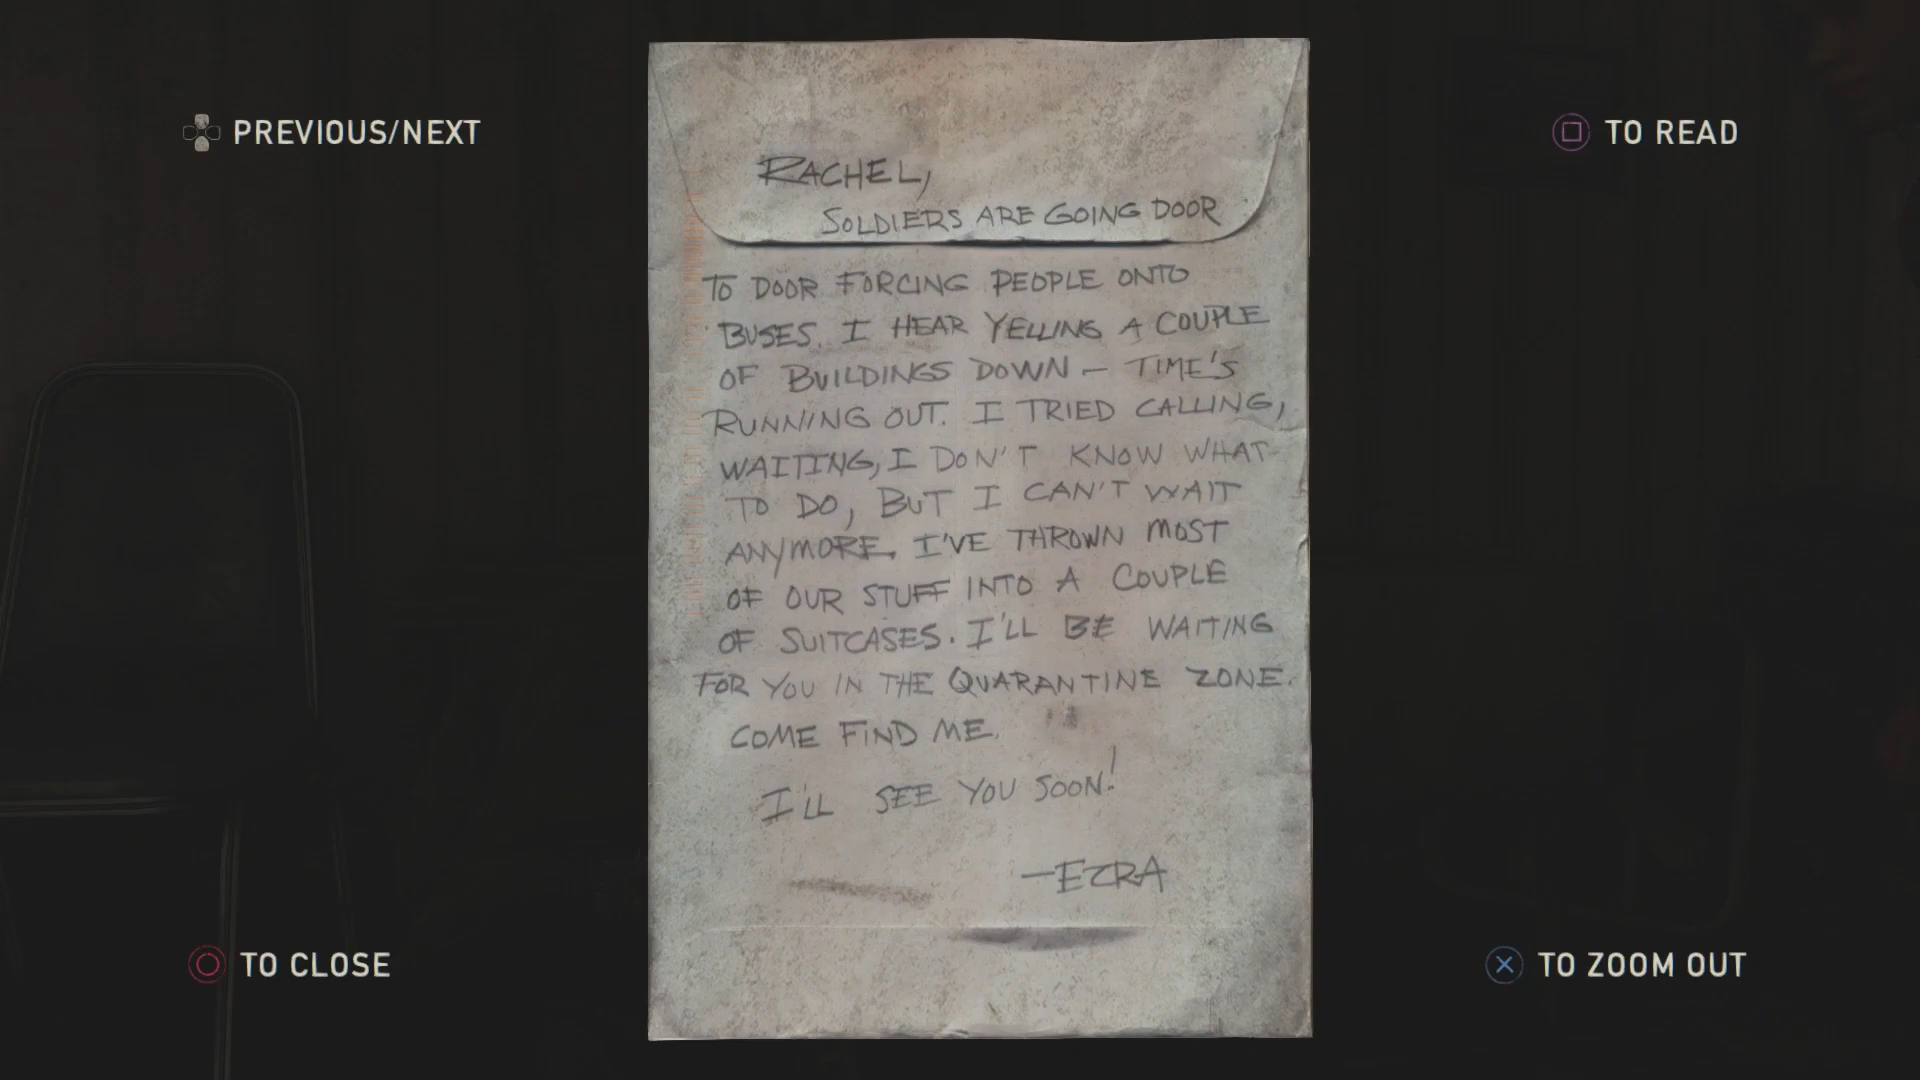 PREVIOUS/NEXT
TO READ
RACHEL,
SOLDIERS ARE GOING DOOR
TO DOOR FORCING PEOPLE ONTO
BUSES. I HEAR YELLING A COUPLE
OF BUILDINGS DOWN – TIME'S
RUNNING OUT. I TRIED CALLING,
WAITING, I DON'T KNOW WHAT
TO DO, BUT I CAN'T WAIT
ANYMORE. I'VE THROWN MOST
OF OUR STUFF INTO A COUPLE
OF SUITCASES. I'LL BE WAITING
FOR YOU IN THE QUARANTINE ZONE.
COME FIND ME.
I'LL SEE YOU SOON!
–EZRA
TO CLOSE
TO ZOOM OUT